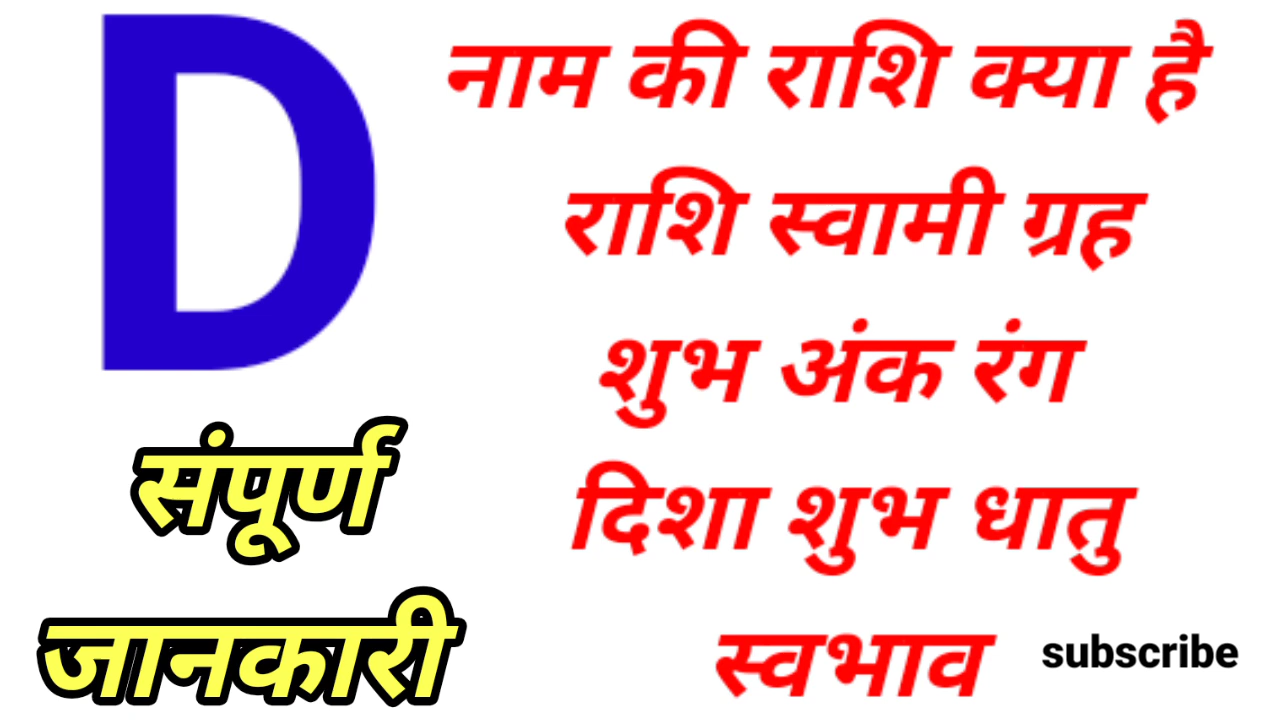 D
नाम की राशि क्या है
राशि स्वामी ग्रह
शुभ अंक रंग
दिशा शुभ धातु
स्वभाव
संपूर्ण
जानकारी
subscribe